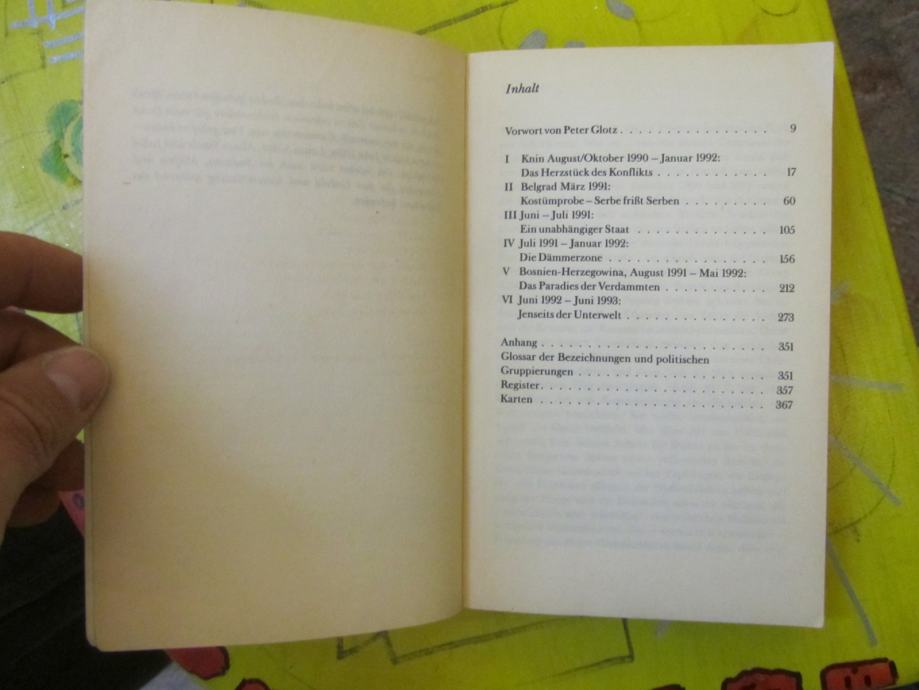 Inhalt
Vorwort von Peter Glotz . . . . . . . . . . . . . . . . 9
I Knin August/Oktober 1990 – Januar 1992:
Das Herzstück des Konflikts . . . . . . . . . . . . 17
II Belgrad März 1991:
Kostümprobe – Serbe frißt Serben . . . . . . . . . 60
III Juni – Juli 1991:
Ein unabhängiger Staat . . . . . . . . . . . . . . 105
IV Juli 1991 – Januar 1992:
Die Dämmerzone . . . . . . . . . . . . . . . . . 156
V Bosnien-Herzegowina, August 1991 – Mai 1992:
Das Paradies der Verdammten . . . . . . . . . . . 212
VI Juni 1992 – Juni 1993:
Jenseits der Unterwelt . . . . . . . . . . . . . . . 273
Anhang . . . . . . . . . . . . . . . . . . . . . . . . 351
Glossar der Bezeichnungen und politischen
Gruppierungen . . . . . . . . . . . . . . . . . . . . 351
Register. . . . . . . . . . . . . . . . . . . . . . . . 357
Karten . . . . . . . . . . . . . . . . . . . . . . . . 367